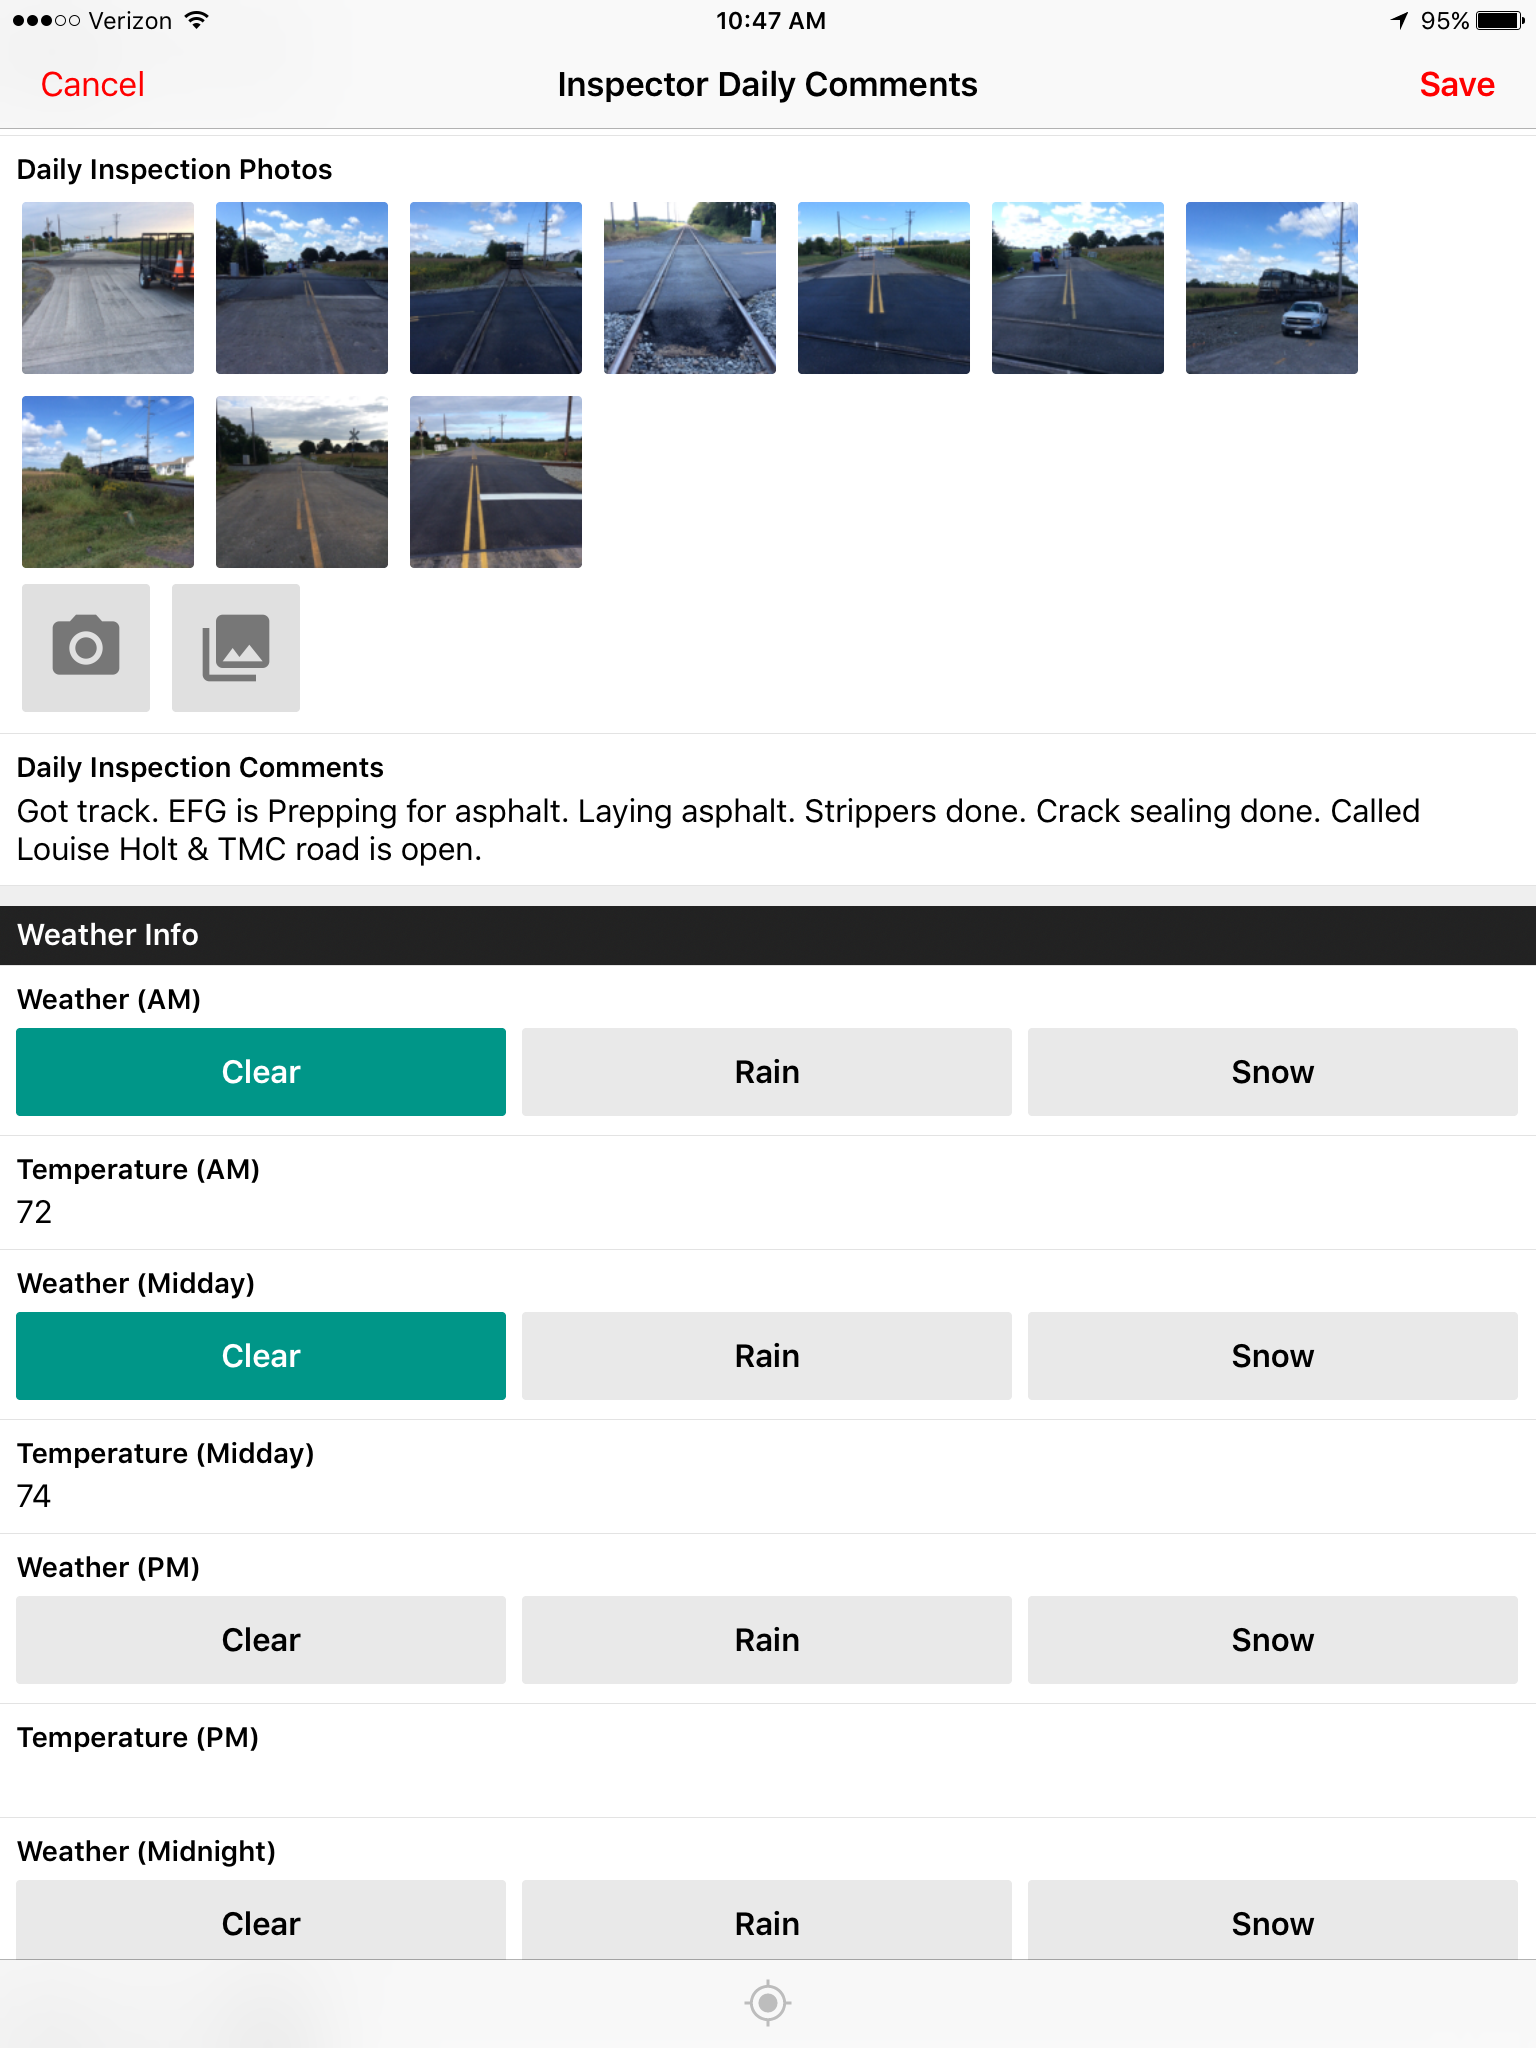 Verizon 10:47 AM 95%
Cancel Inspector Daily Comments Save
Daily Inspection Photos
Daily Inspection Comments
Got track. EFG is Prepping for asphalt. Laying asphalt. Strippers done. Crack sealing done. Called
Louise Holt & TMC road is open.
Weather Info
Weather (AM)
Clear Rain Snow
Temperature (AM)
72
Weather (Midday)
Clear Rain Snow
Temperature (Midday)
74
Weather (PM)
Clear Rain Snow
Temperature (PM)
Weather (Midnight)
Clear Rain Snow